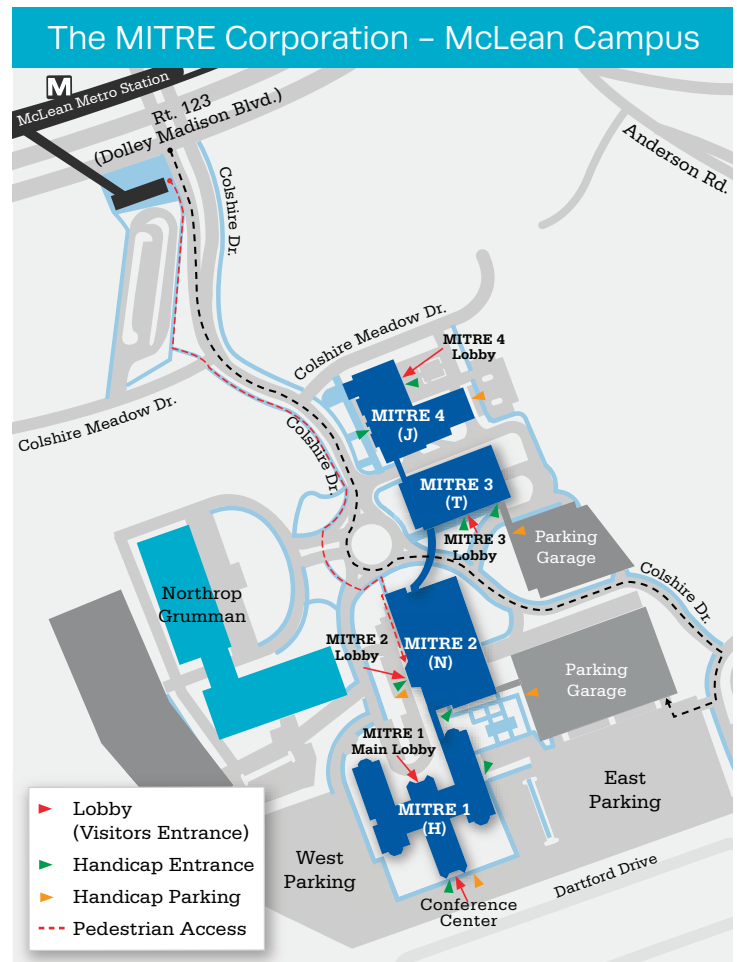 The MITRE Corporation – McLean Campus
M
McLean Metro Station
Rt. 123
(Dolley Madison Blvd.)
Anderson Rd.
Colshire Dr.
Colshire Meadow Dr.
MITRE 4
Lobby
MITRE 4
(J)
Colshire Meadow Dr.
Colshire Dr.
MITRE 3
(T)
MITRE 3
Lobby
Parking
Garage
Colshire Dr.
Northrop
Grumman
MITRE 2
Lobby
MITRE 2
(N)
Parking
Garage
MITRE 1
Main Lobby
MITRE 1
(H)
East
Parking
West
Parking
Dartford Drive
Conference
Center
Lobby
(Visitors Entrance)
Handicap Entrance
Handicap Parking
Pedestrian Access